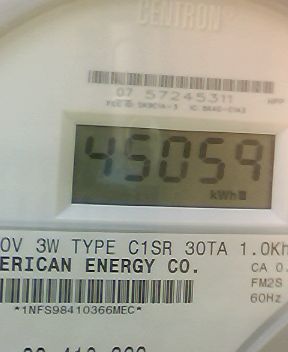 CENTRON
07 57245311 HPP
45059
kWh
0V 3W TYPE C1SR 30TA 1.0Kh
ERICAN ENERGY CO. CA 0.
FM2S
60Hz
*1NFS98410366MEC*